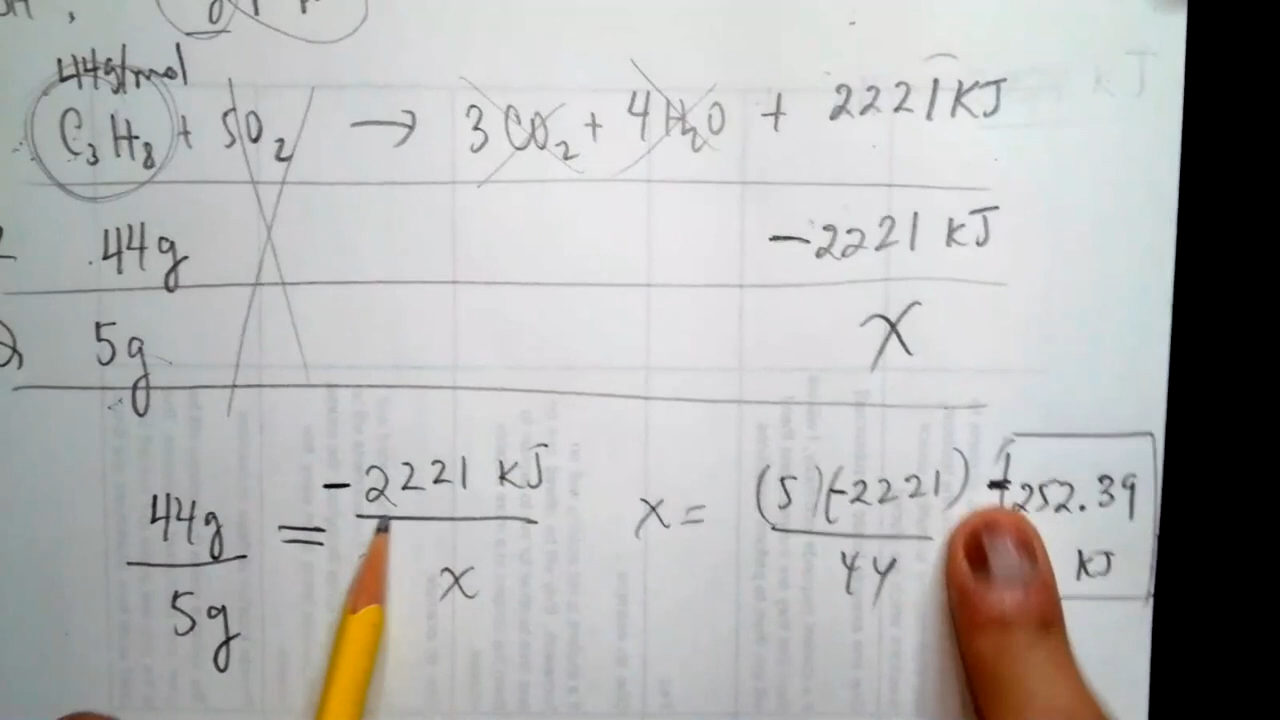 44g/mol
C₃H₈ + 5O₂ → 3CO₂ + 4H₂O + 2221 KJ
44g -2221 KJ
5g X
44g/5g = -2221 KJ/x x = (5)(-2221)/44 252.39 KJ